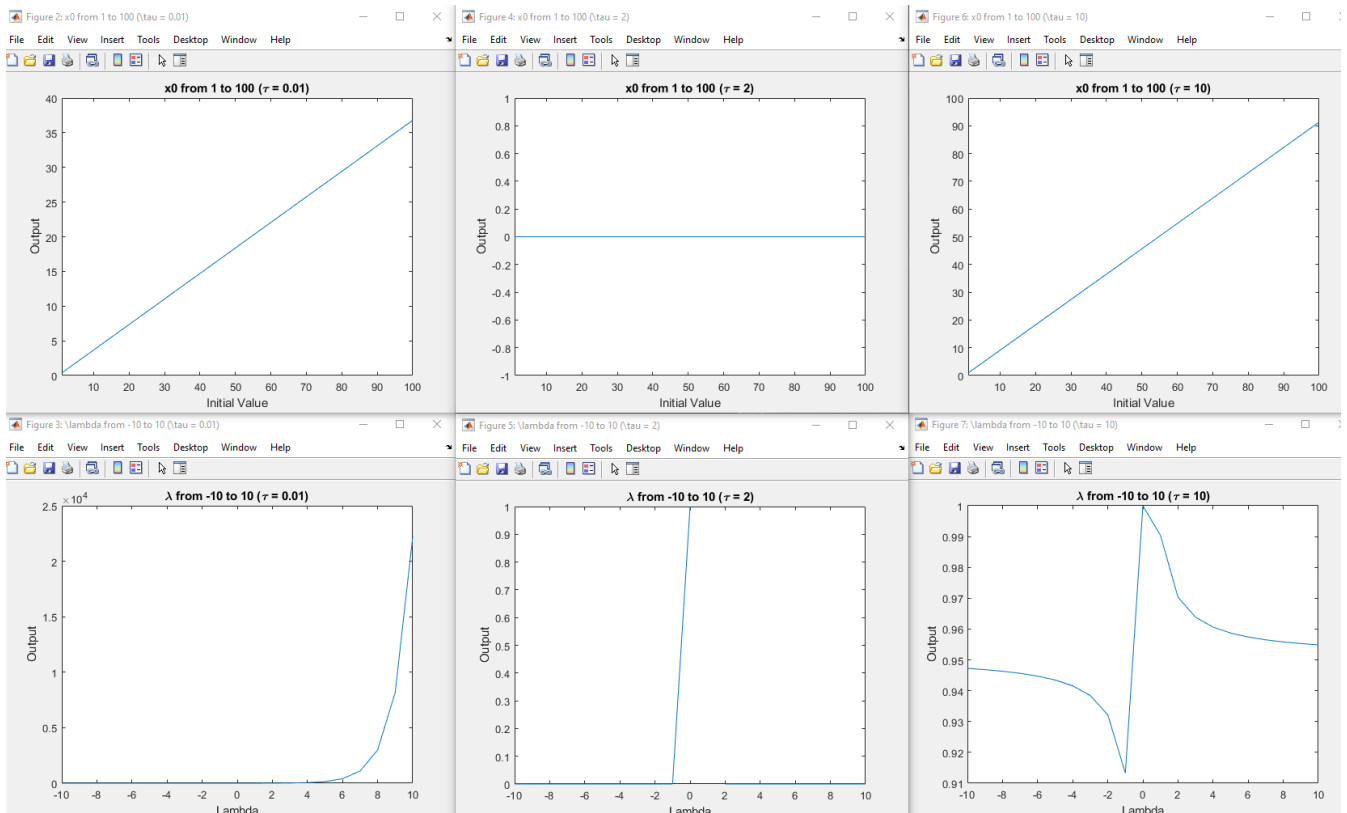 Figure 2: x0 from 1 to 100 (\tau = 0.01)
File Edit View Insert Tools Desktop Window Help
x0 from 1 to 100 (τ = 0.01)
40
35
30
25
20
15
10
5
0
Output
10 20 30 40 50 60 70 80 90 100
Initial Value
Figure 4: x0 from 1 to 100 (\tau = 2)
File Edit View Insert Tools Desktop Window Help
x0 from 1 to 100 (τ = 2)
1
0.8
0.6
0.4
0.2
0
-0.2
-0.4
-0.6
-0.8
-1
Output
10 20 30 40 50 60 70 80 90 100
Initial Value
Figure 6: x0 from 1 to 100 (\tau = 10)
File Edit View Insert Tools Desktop Window Help
x0 from 1 to 100 (τ = 10)
100
90
80
70
60
50
40
30
20
10
0
Output
10 20 30 40 50 60 70 80 90 100
Initial Value
Figure 3: \lambda from -10 to 10 (\tau = 0.01)
File Edit View Insert Tools Desktop Window Help
λ from -10 to 10 (τ = 0.01)
×10⁴
2.5
2
1.5
1
0.5
0
Output
-10 -8 -6 -4 -2 0 2 4 6 8 10
Lambda
Figure 5: \lambda from -10 to 10 (\tau = 2)
File Edit View Insert Tools Desktop Window Help
λ from -10 to 10 (τ = 2)
1
0.9
0.8
0.7
0.6
0.5
0.4
0.3
0.2
0.1
0
Output
-10 -8 -6 -4 -2 0 2 4 6 8 10
Lambda
Figure 7: \lambda from -10 to 10 (\tau = 10)
File Edit View Insert Tools Desktop Window Help
λ from -10 to 10 (τ = 10)
1
0.99
0.98
0.97
0.96
0.95
0.94
0.93
0.92
0.91
Output
-10 -8 -6 -4 -2 0 2 4 6 8 10
Lambda